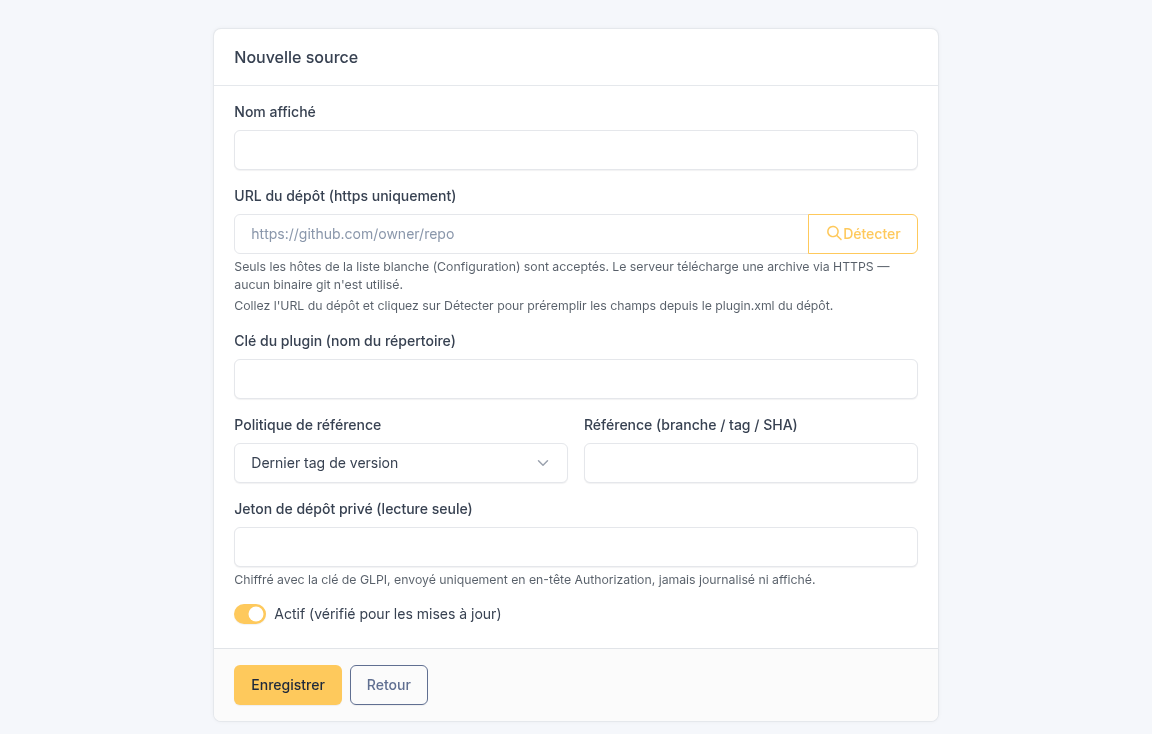 Nouvelle source
Nom affiché
URL du dépôt (https uniquement)
https://github.com/owner/repo
Détecter
Seuls les hôtes de la liste blanche (Configuration) sont acceptés. Le serveur télécharge une archive via HTTPS —
aucun binaire git n'est utilisé.
Collez l'URL du dépôt et cliquez sur Détecter pour préremplir les champs depuis le plugin.xml du dépôt.
Clé du plugin (nom du répertoire)
Politique de référence
Référence (branche / tag / SHA)
Dernier tag de version
Jeton de dépôt privé (lecture seule)
Chiffré avec la clé de GLPI, envoyé uniquement en en-tête Authorization, jamais journalisé ni affiché.
Actif (vérifié pour les mises à jour)
Enregistrer
Retour